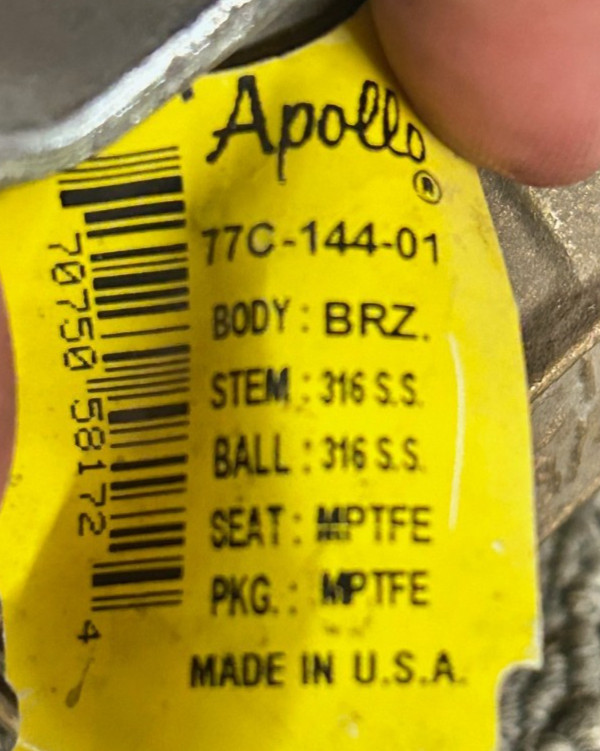 Apollo
®
77C-144-01
BODY : BRZ.
STEM : 316 S.S.
BALL : 316 S.S.
SEAT : MPTFE
PKG. : MPTFE
MADE IN U.S.A.
70750 58172 4